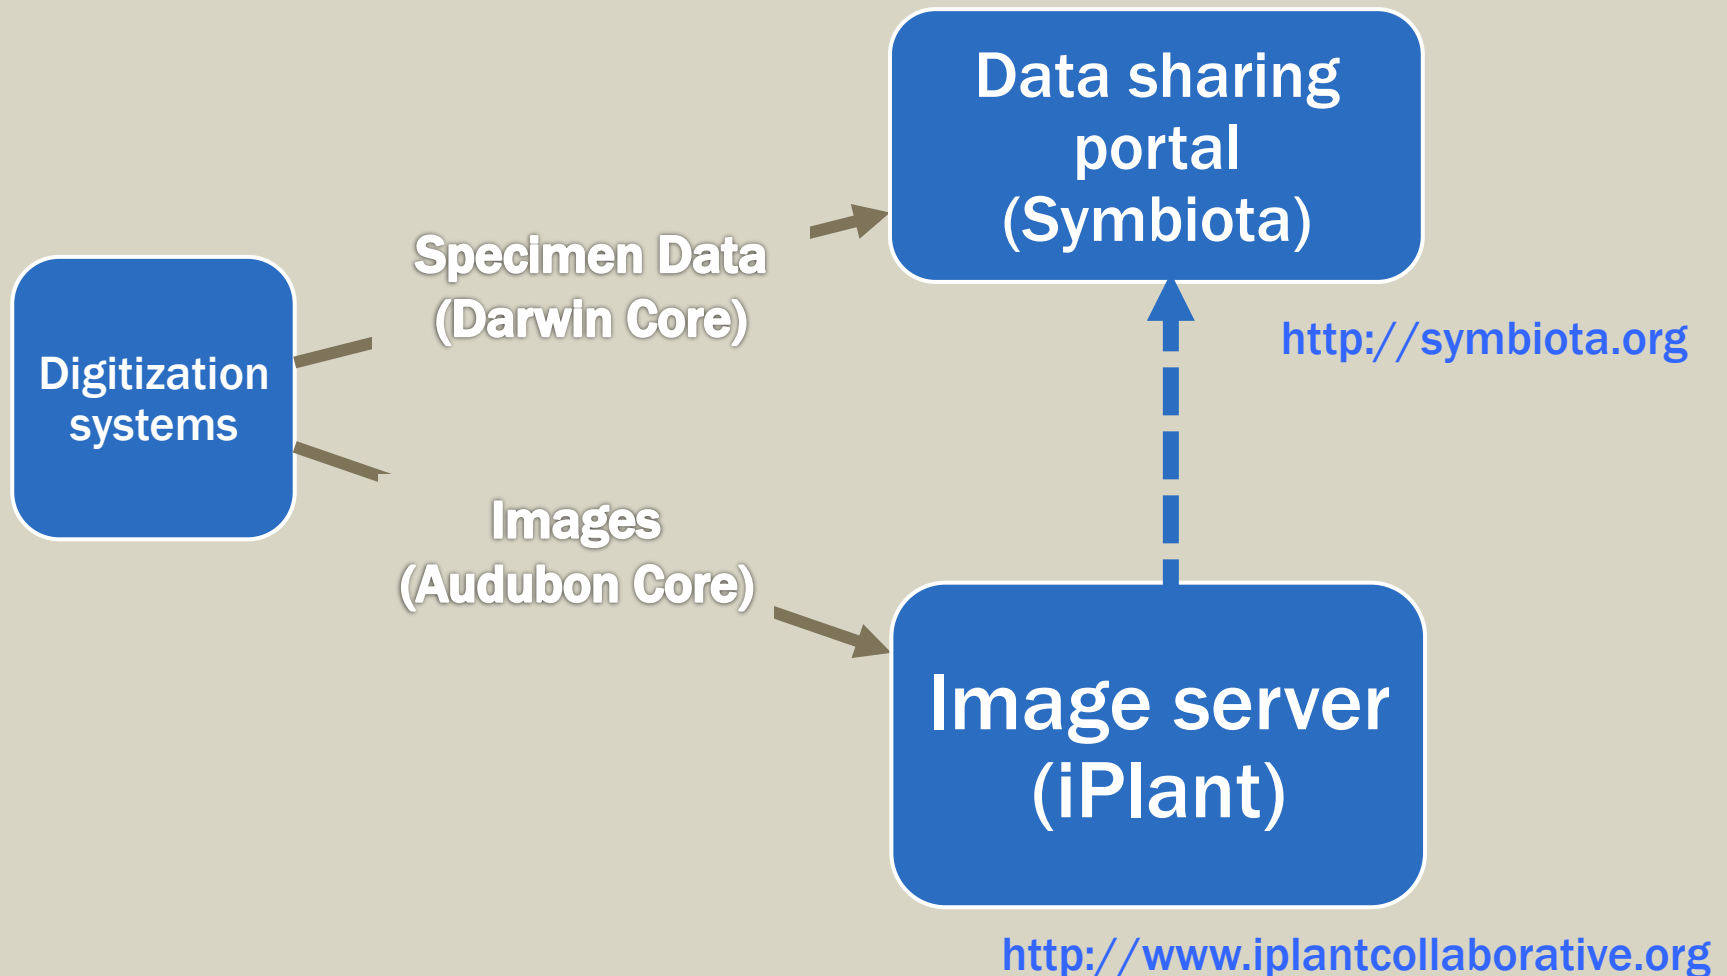 Data sharing
portal
(Symbiota)
Specimen Data
(Darwin Core)
http://symbiota.org
Digitization
systems
Images
(Audubon Core)
Image server
(iPlant)
http://www.iplantcollaborative.org